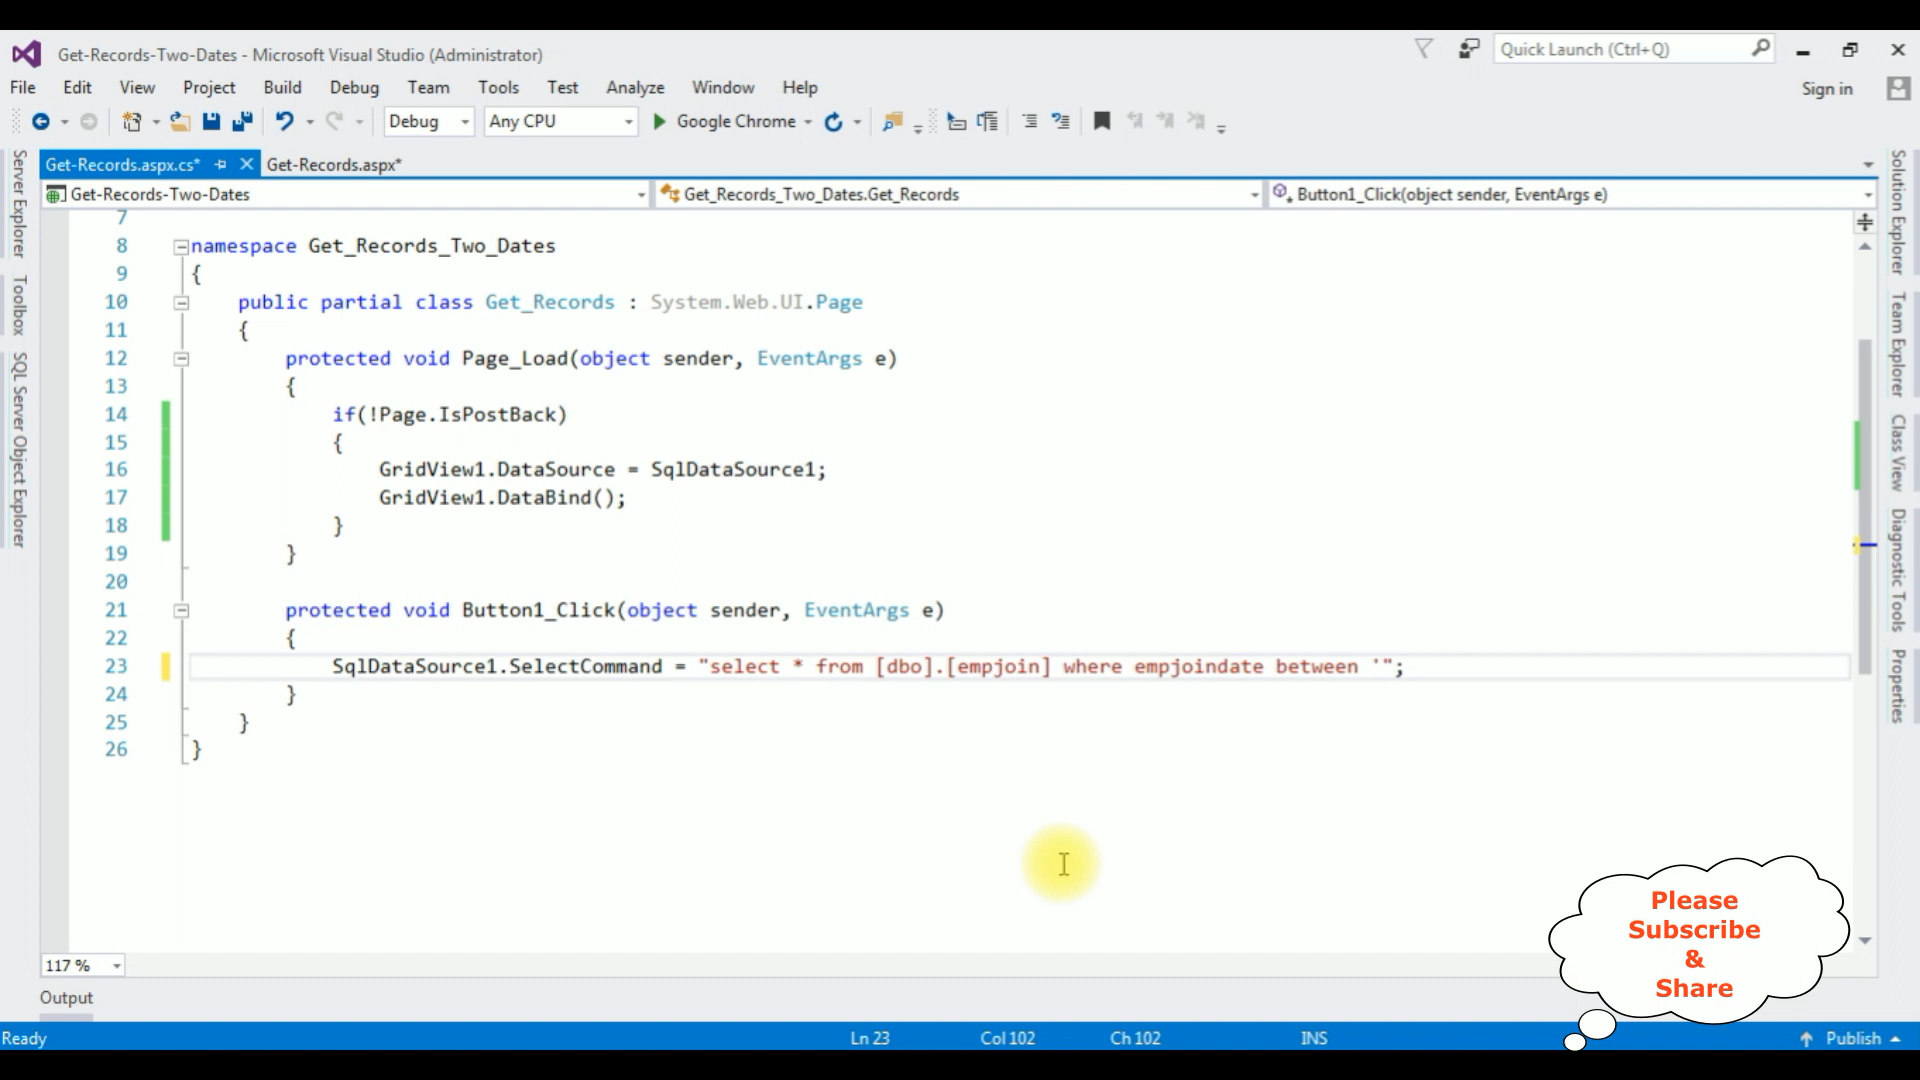 Get-Records-Two-Dates - Microsoft Visual Studio (Administrator)
Quick Launch (Ctrl+Q)
File Edit View Project Build Debug Team Tools Test Analyze Window Help
Sign in
Debug Any CPU Google Chrome
Get-Records.aspx.cs* Get-Records.aspx*
Get-Records-Two-Dates Get_Records_Two_Dates.Get_Records Button1_Click(object sender, EventArgs e)
Server Explorer
Toolbox
SQL Server Object Explorer
7
8 namespace Get_Records_Two_Dates
9 {
10 public partial class Get_Records : System.Web.UI.Page
11 {
12 protected void Page_Load(object sender, EventArgs e)
13 {
14 if(!Page.IsPostBack)
15 {
16 GridView1.DataSource = SqlDataSource1;
17 GridView1.DataBind();
18 }
19 }
20
21 protected void Button1_Click(object sender, EventArgs e)
22 {
23 SqlDataSource1.SelectCommand = "select * from [dbo].[empjoin] where empjoindate between '";
24 }
25 }
26 }
Solution Explorer
Team Explorer
Class View
Diagnostic Tools
Properties
Please
Subscribe
&
Share
117 %
Output
Ready Ln 23 Col 102 Ch 102 INS Publish